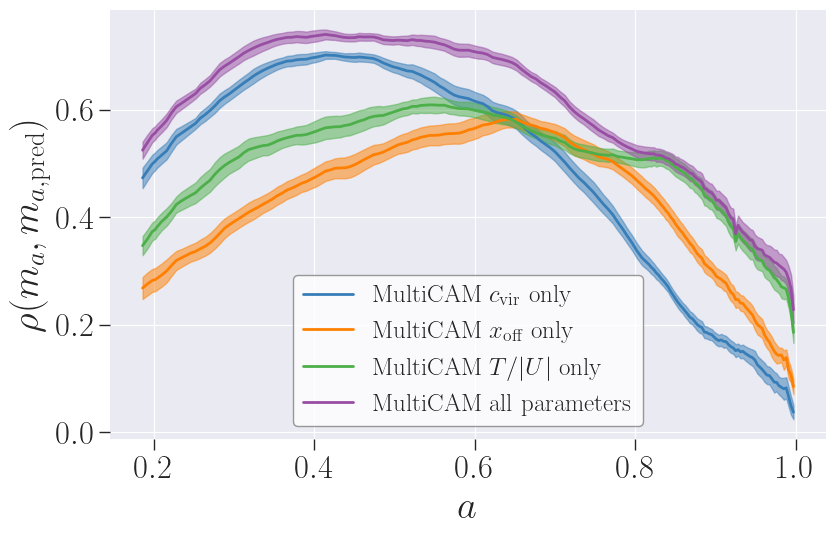 ρ(m_a, m_{a,pred})
0.6
0.4
0.2
0.0
MultiCAM c_vir only
MultiCAM x_off only
MultiCAM T/|U| only
MultiCAM all parameters
0.2 0.4 0.6 0.8 1.0
a